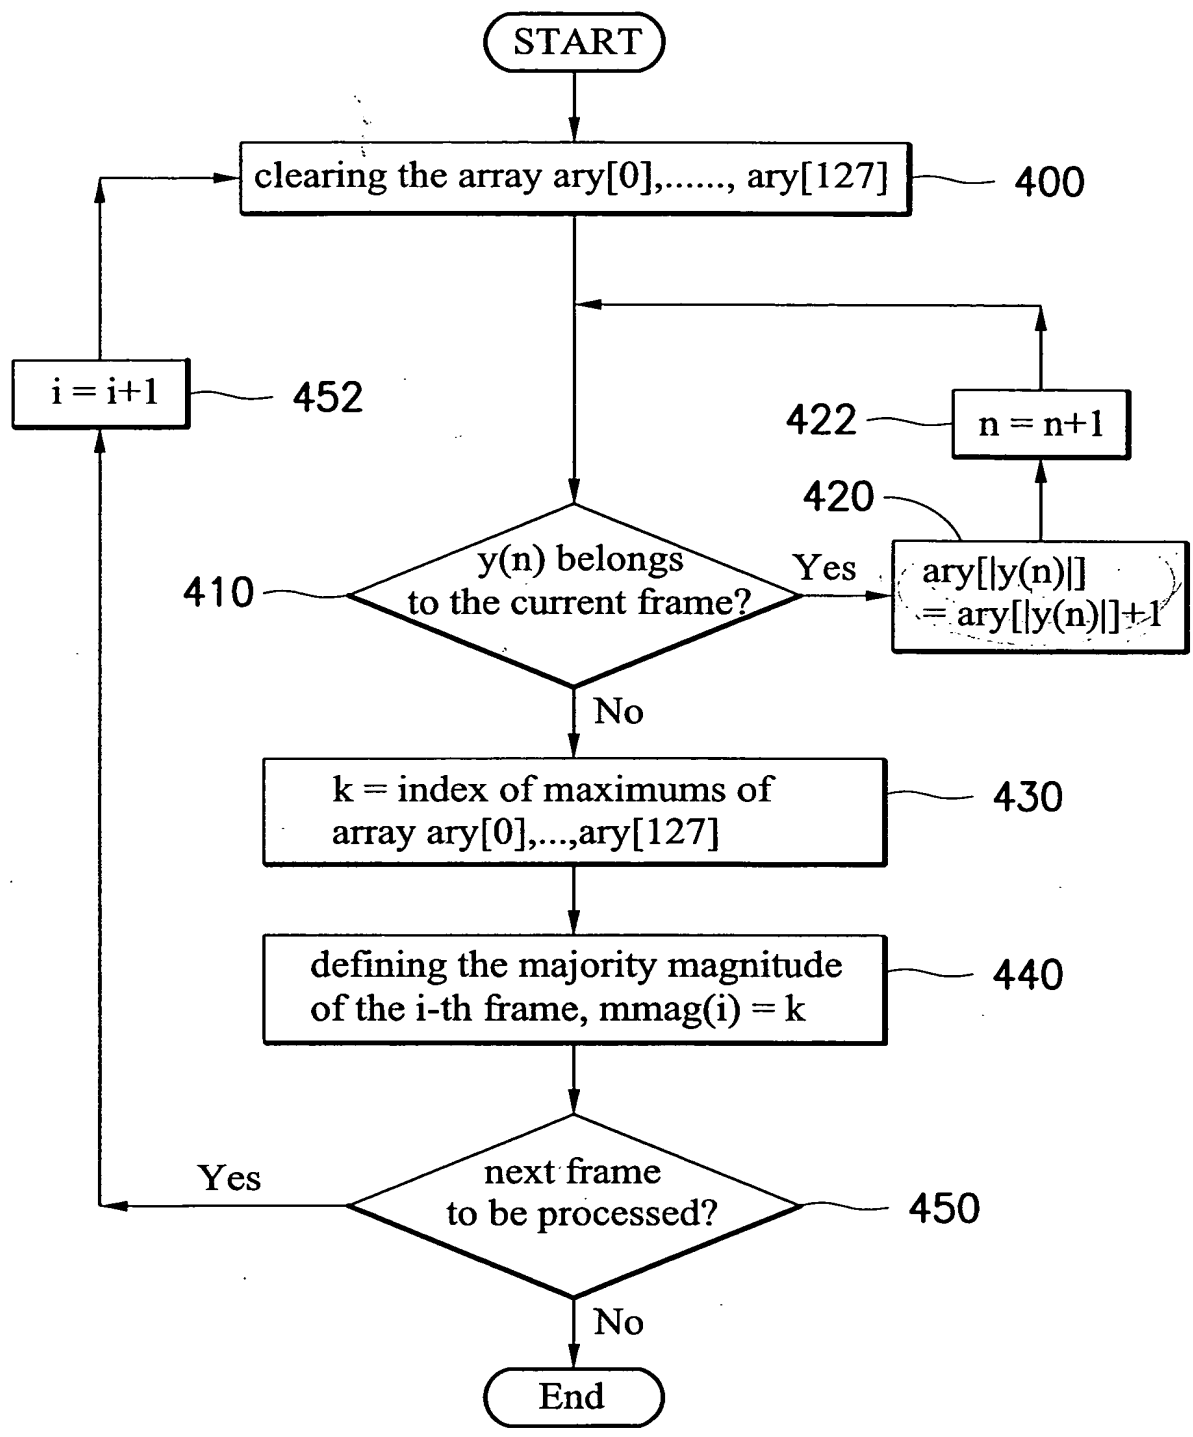 START
clearing the array ary[0],......, ary[127]
400
i = i+1
452
422
n = n+1
420
y(n) belongs
to the current frame?
410
Yes
ary[|y(n)|]
= ary[|y(n)|]+1
No
k = index of maximums of
array ary[0],...,ary[127]
430
defining the majority magnitude
of the i-th frame, mmag(i) = k
440
Yes
next frame
to be processed?
450
No
End